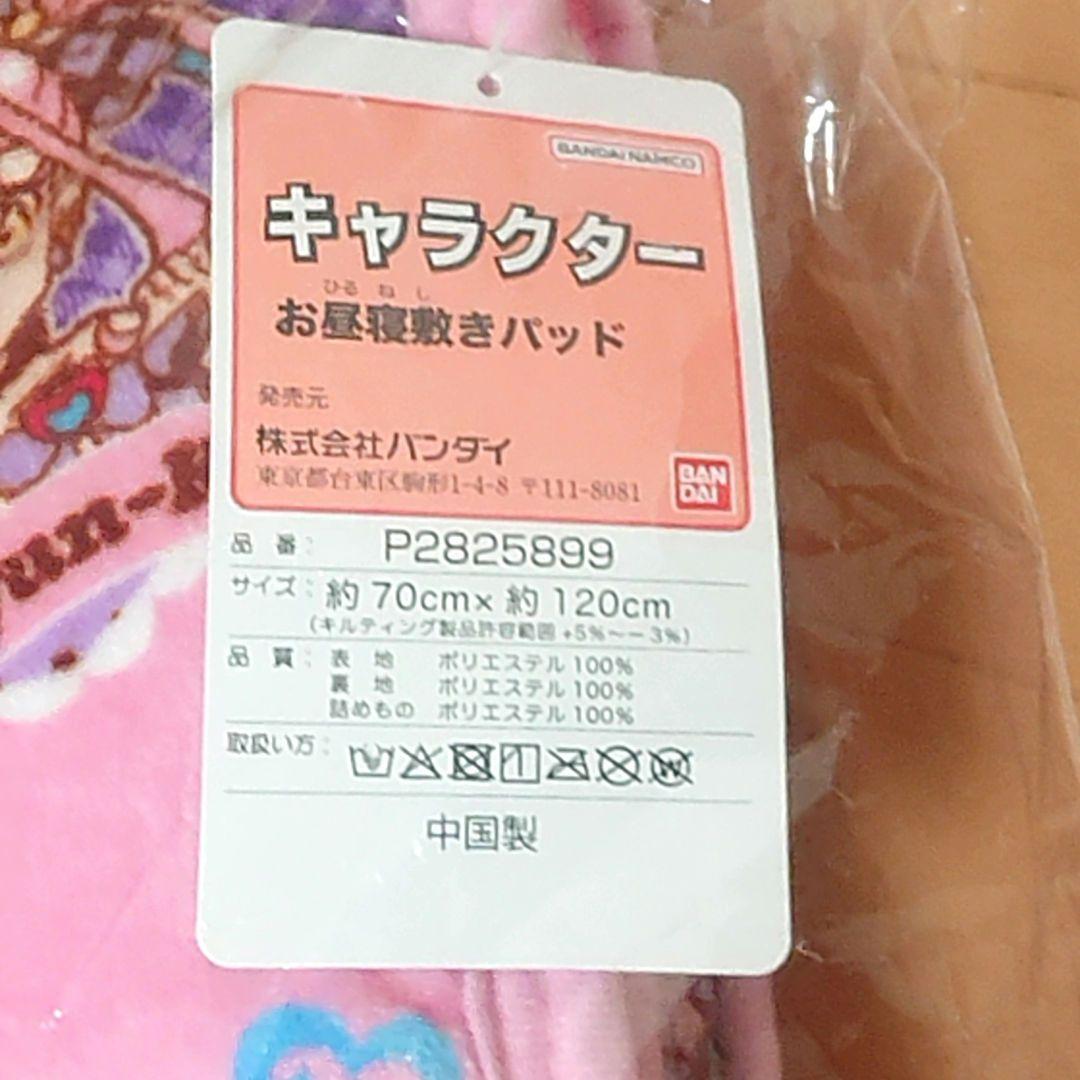 BANDAI NAMCO
キャラクター
ひるねし
お昼寝敷きパッド
発売元
株式会社バンダイ
東京都台東区駒形1-4-8 〒111-8081
BAN
DAI
品番: P2825899
サイズ: 約70cm×約120cm
(キルティング製品許容範囲+5%~-3%)
品質: 表地 ポリエステル100%
裏地 ポリエステル100%
詰めもの ポリエステル100%
取扱い方:
中国製